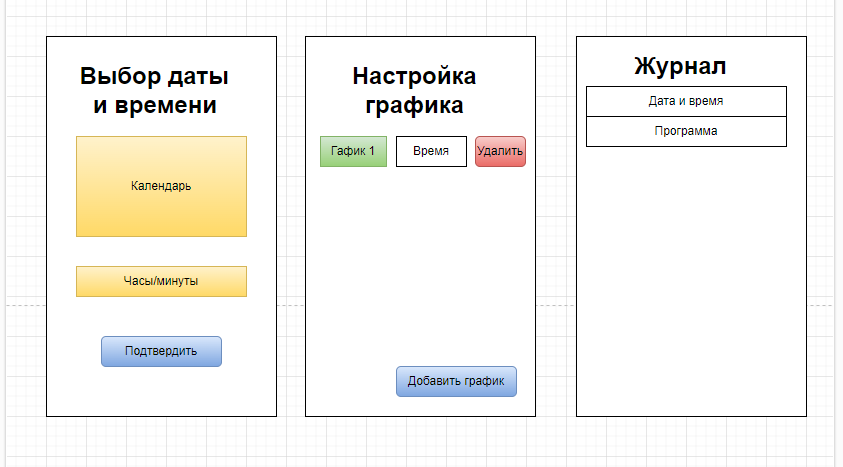 Выбор даты
и времени
Календарь
Часы/минуты
Подтвердить
Настройка
графика
Гафик 1
Время
Удалить
Добавить график
Журнал
Дата и время
Программа